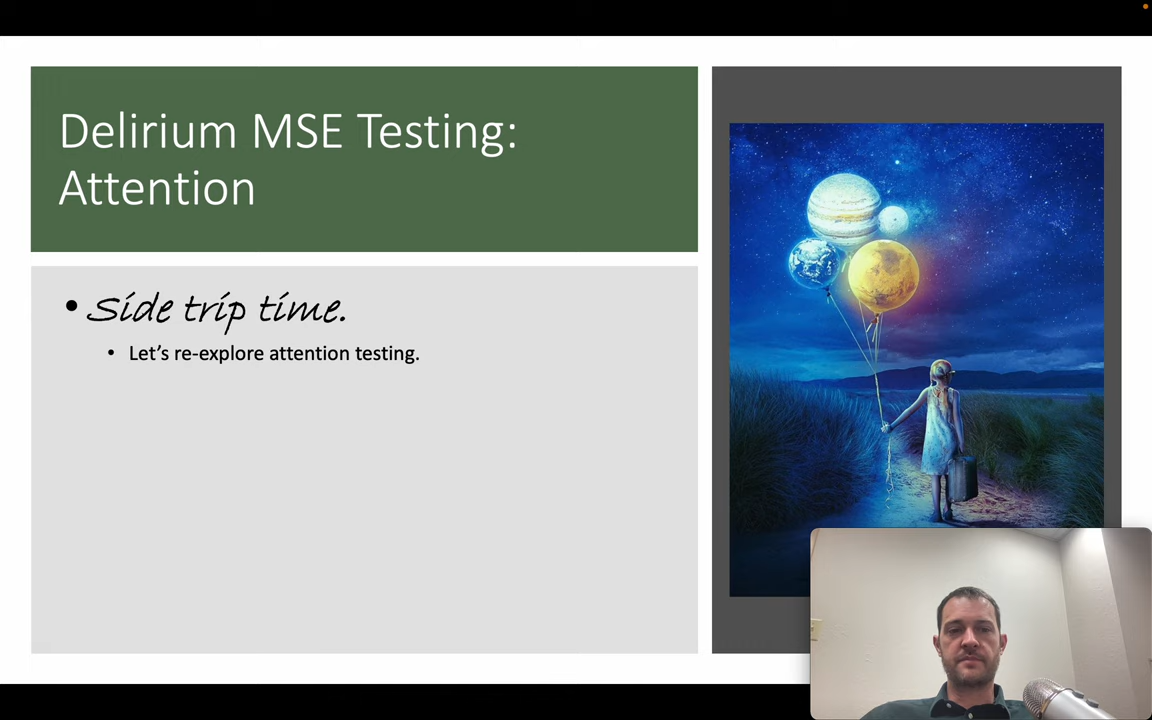 Delirium MSE Testing:
Attention
• Side trip time.
• Let's re-explore attention testing.